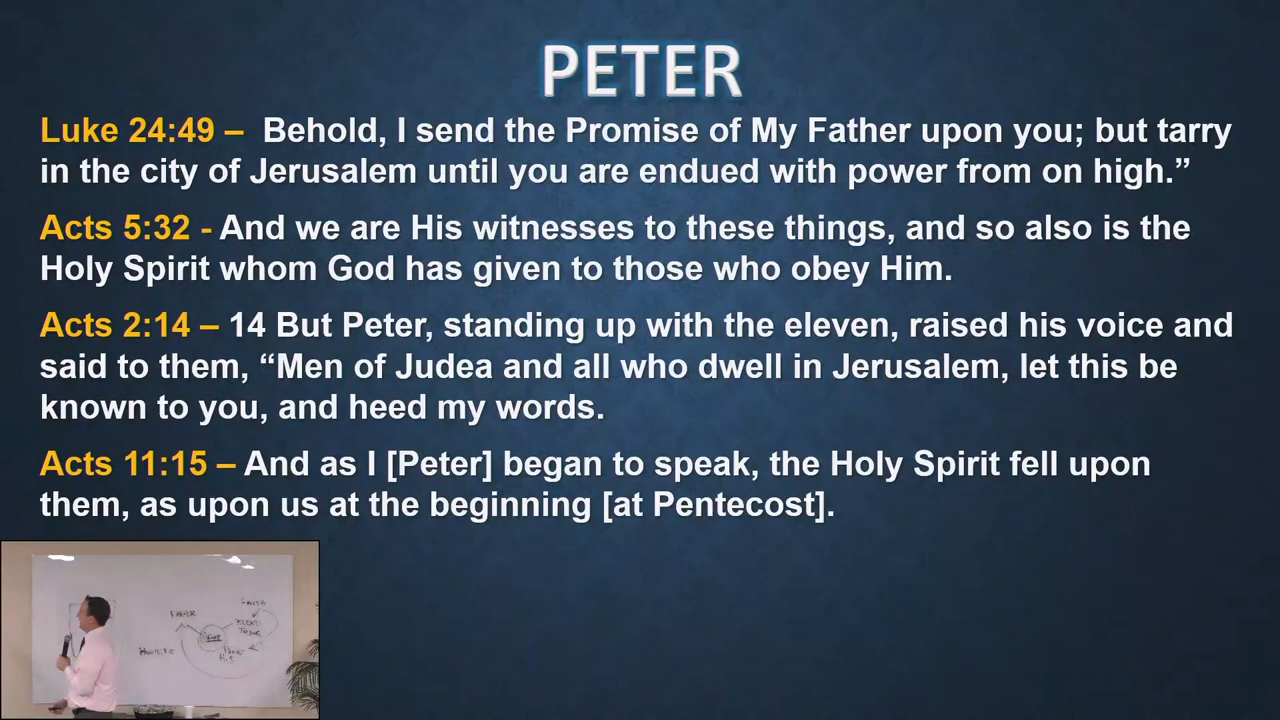 PETER
Luke 24:49 –  Behold, I send the Promise of My Father upon you; but tarry
in the city of Jerusalem until you are endued with power from on high.”
Acts 5:32 - And we are His witnesses to these things, and so also is the
Holy Spirit whom God has given to those who obey Him.
Acts 2:14 – 14 But Peter, standing up with the eleven, raised his voice and
said to them, “Men of Judea and all who dwell in Jerusalem, let this be
known to you, and heed my words.
Acts 11:15 – And as I [Peter] began to speak, the Holy Spirit fell upon
them, as upon us at the beginning [at Pentecost].
FAITH